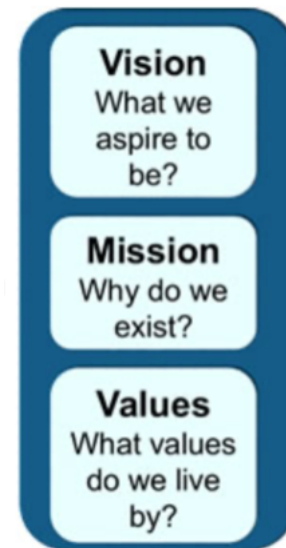 Vision
What we
aspire to
be?
Mission
Why do we
exist?
Values
What values
do we live
by?